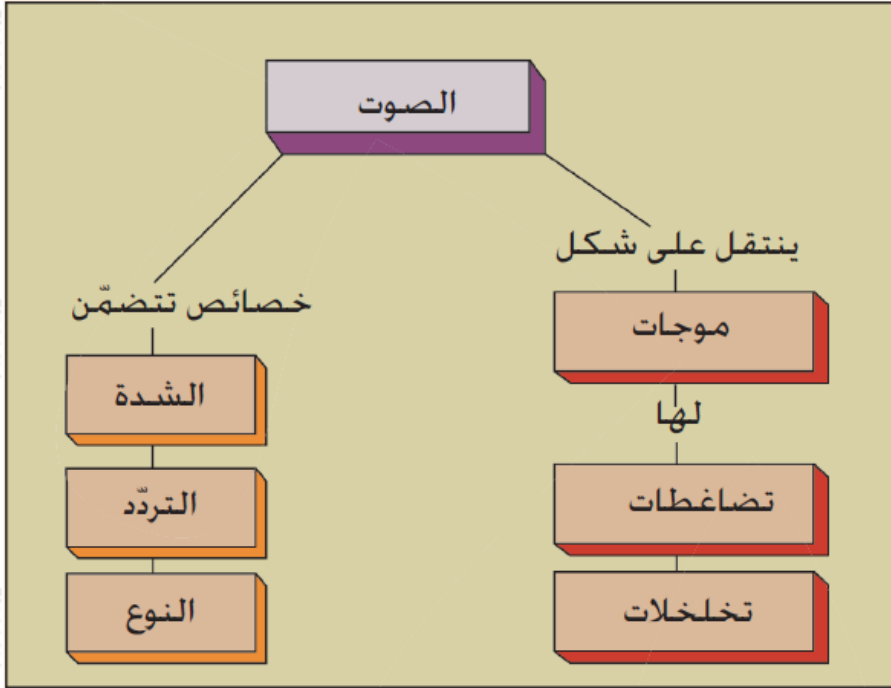 الصوت
ينتقل على شكل
موجات
لها
تضاغطات
تخلخلات
خصائص تتضمّن
الشدة
التردّد
النوع